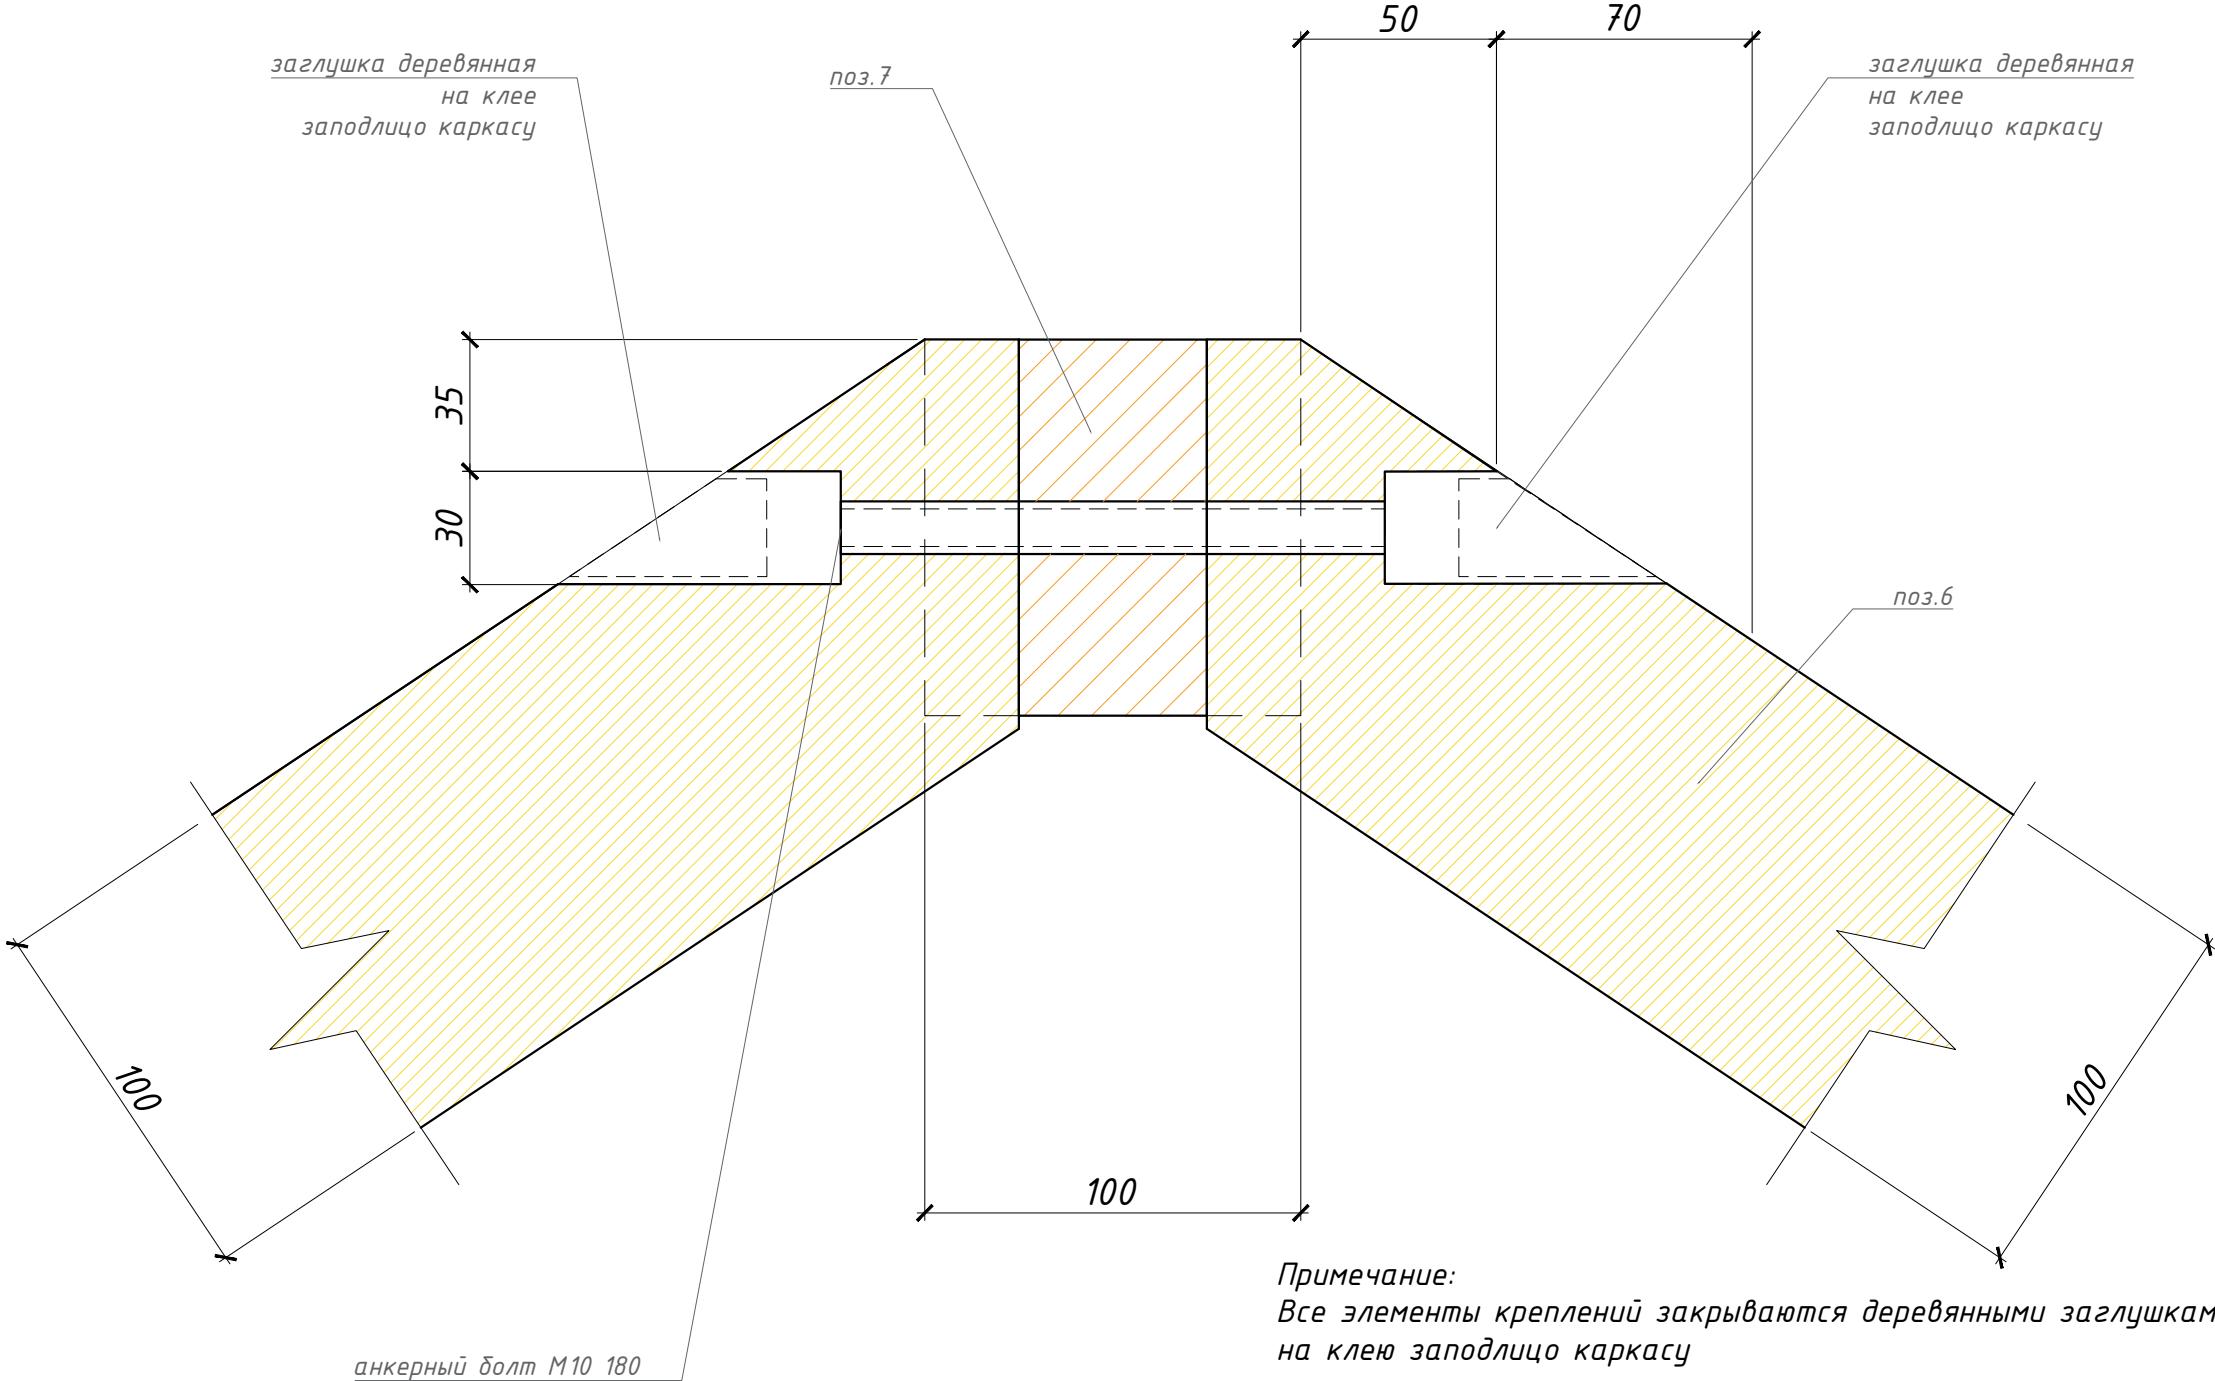 50
70
заглушка деревянная
на клее
заподлицо каркасу
поз.7
заглушка деревянная
на клее
заподлицо каркасу
35
30
поз.6
100
100
100
Примечание:
Все элементы креплений закрываются деревянными заглушкам
на клею заподлицо каркасу
анкерный болт М10 180